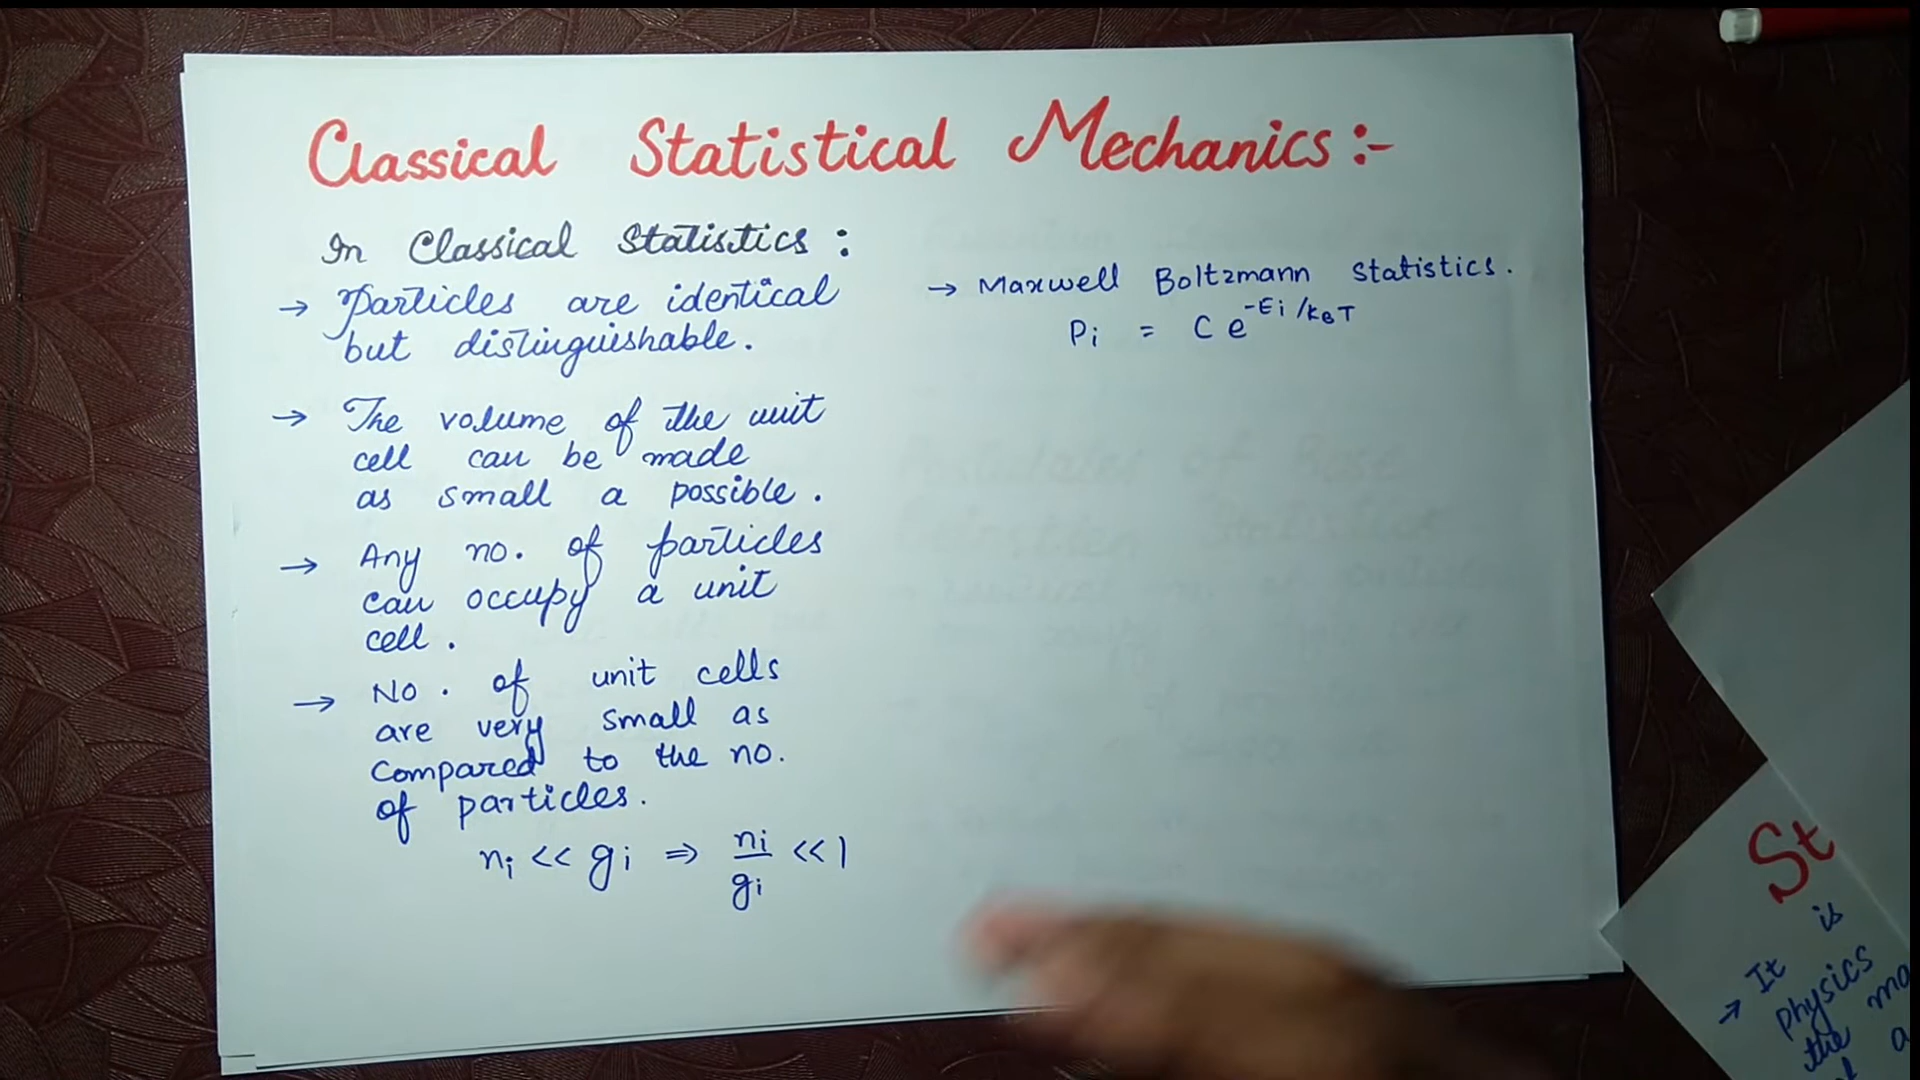 Classical Statistical Mechanics :-
In Classical Statistics :
→ Particles are identical
but distinguishable.
→ The volume of the unit
cell can be made
as small a possible.
→ Any no. of particles
can occupy a unit
cell.
→ No. of unit cells
are very small as
compared to the no.
of particles.
nᵢ << gᵢ ⇒ nᵢ/gᵢ << 1
→ Maxwell Boltzmann Statistics.
Pᵢ = C e^(-Eᵢ/k_BT)
St
is
→ It
physics
the ma